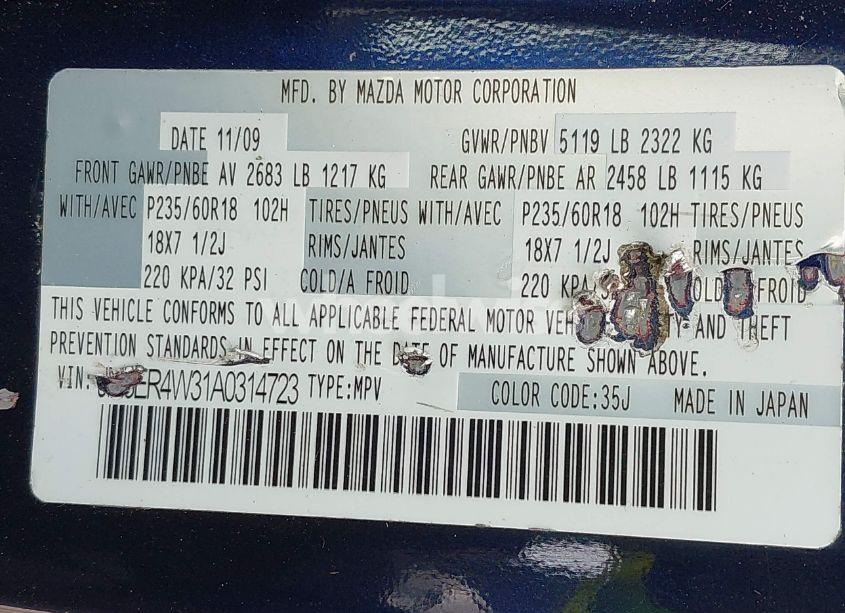 MFD. BY MAZDA MOTOR CORPORATION
DATE 11/09 GVWR/PNBV 5119 LB 2322 KG
FRONT GAWR/PNBE AV 2683 LB 1217 KG REAR GAWR/PNBE AR 2458 LB 1115 KG
WITH/AVEC P235/60R18 102H TIRES/PNEUS WITH/AVEC P235/60R18 102H TIRES/PNEUS
18X7 1/2J RIMS/JANTES 18X7 1/2J RIMS/JANTES
220 KPA/32 PSI COLD/A FROID 220 KPA FROID
THIS VEHICLE CONFORMS TO ALL APPLICABLE FEDERAL MOTOR AND THEFT
PREVENTION STANDARDS IN EFFECT ON THE OF MANUFACTURE SHOWN ABOVE.
VIN: ER4W31A0314723 TYPE:MPV COLOR CODE:35J MADE IN JAPAN